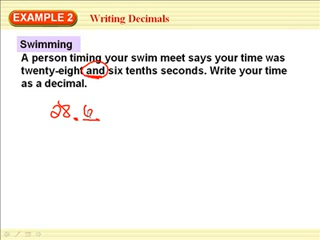 EXAMPLE 2 Writing Decimals
Swimming
A person timing your swim meet says your time was
twenty-eight and six tenths seconds. Write your time
as a decimal.
28.6